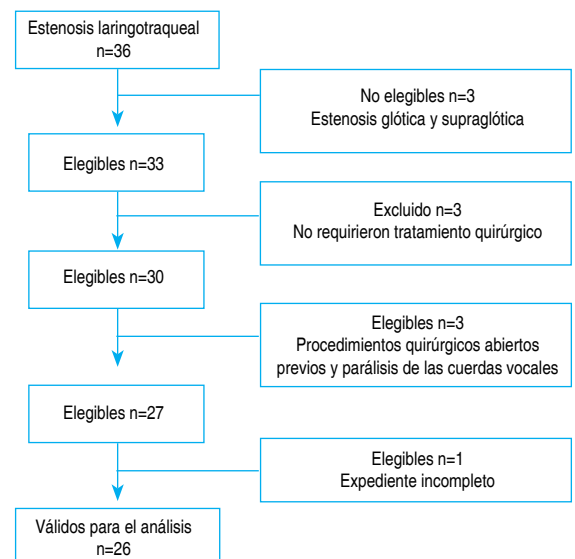 Estenosis laringotraqueal
n=36
No elegibles n=3
Estenosis glótica y supraglótica
Elegibles n=33
Excluido n=3
No requirieron tratamiento quirúrgico
Elegibles n=30
Elegibles n=3
Procedimientos quirúrgicos abiertos
previos y parálisis de las cuerdas vocales
Elegibles n=27
Elegibles n=1
Expediente incompleto
Válidos para el análisis
n=26